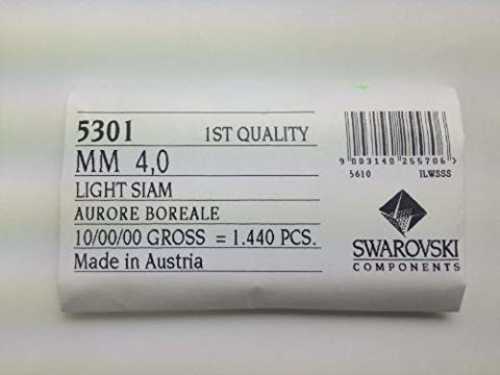 5301 1ST QUALITY
MM 4,0
LIGHT SIAM
AURORE BOREALE
10/00/00 GROSS = 1.440 PCS.
Made in Austria
9 003140 255706
5610 ILWSSS
SWAROVSKI
COMPONENTS